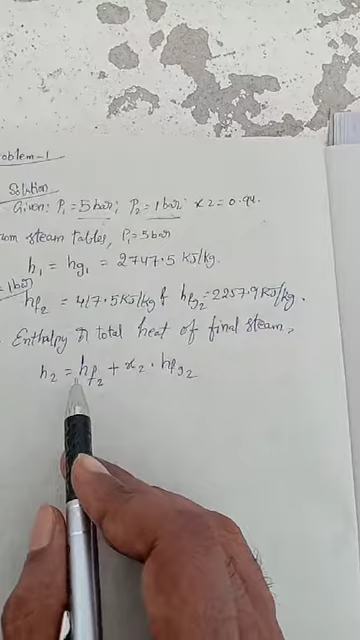 oblem-1
Solution
Given: P₁ = 5 bar; P₂ = 1 bar; x2 = 0.94.
rom steam tables, P₁ = 5 bar
h₁ = hg₁ = 2747.5 KJ/kg.
= 1 bar
hf₂ = 417.5 KJ/kg & hfg₂ = 2257.9 KJ/kg.
Enthalpy or total heat of final steam,
h₂ = hf₂ + x₂ . hfg₂